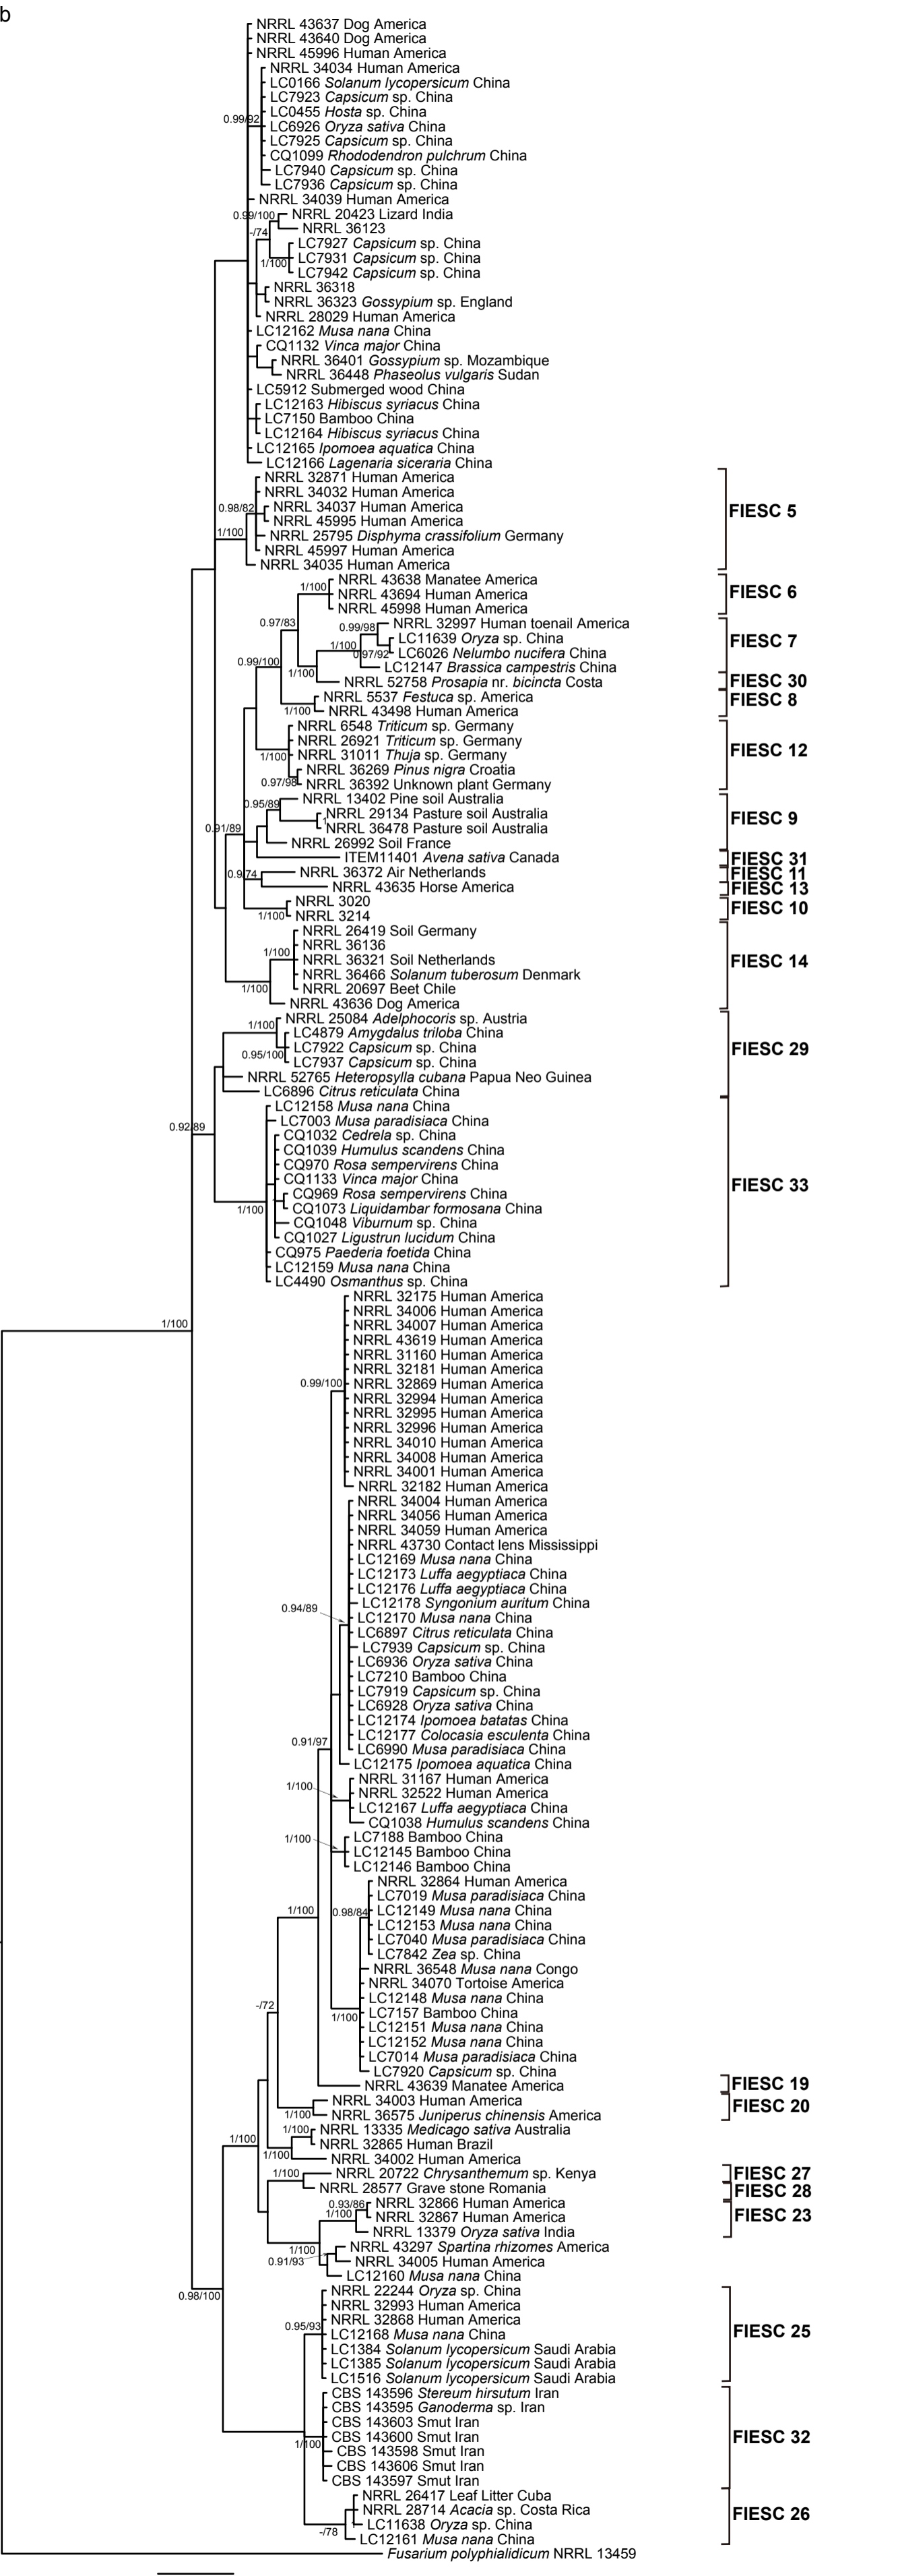 b
NRRL 43637 Dog America
NRRL 43640 Dog America
NRRL 45996 Human America
NRRL 34034 Human America
LC0166 Solanum lycopersicum China
LC7923 Capsicum sp. China
LC0455 Hosta sp. China
0.99/92
LC6926 Oryza sativa China
LC7925 Capsicum sp. China
CQ1099 Rhododendron pulchrum China
LC7940 Capsicum sp. China
LC7936 Capsicum sp. China
NRRL 34039 Human America
0.99/100 NRRL 20423 Lizard India
NRRL 36123
-/74
LC7927 Capsicum sp. China
LC7931 Capsicum sp. China
1/100
LC7942 Capsicum sp. China
NRRL 36318
NRRL 36323 Gossypium sp. England
NRRL 28029 Human America
LC12162 Musa nana China
CQ1132 Vinca major China
NRRL 36401 Gossypium sp. Mozambique
NRRL 36448 Phaseolus vulgaris Sudan
LC5912 Submerged wood China
LC12163 Hibiscus syriacus China
LC7150 Bamboo China
LC12164 Hibiscus syriacus China
LC12165 Ipomoea aquatica China
LC12166 Lagenaria siceraria China
NRRL 32871 Human America
NRRL 34032 Human America
0.98/82 NRRL 34037 Human America FIESC 5
NRRL 45995 Human America
1/100 NRRL 25795 Disphyma crassifolium Germany
NRRL 45997 Human America
NRRL 34035 Human America
NRRL 43638 Manatee America
1/100
NRRL 43694 Human America FIESC 6
NRRL 45998 Human America
0.97/83 NRRL 32997 Human toenail America
0.99/98
LC11639 Oryza sp. China FIESC 7
1/100
LC6026 Nelumbo nucifera China
0.97/92
0.99/100 LC12147 Brassica campestris China
1/100
NRRL 52758 Prosapia nr. bicincta Costa FIESC 30
NRRL 5537 Festuca sp. America FIESC 8
1/100 NRRL 43498 Human America
NRRL 6548 Triticum sp. Germany
NRRL 26921 Triticum sp. Germany FIESC 12
1/100 NRRL 31011 Thuja sp. Germany
NRRL 36269 Pinus nigra Croatia
0.97/98 NRRL 36392 Unknown plant Germany
0.95/89 NRRL 13402 Pine soil Australia
1 NRRL 29134 Pasture soil Australia FIESC 9
0.91/89 NRRL 36478 Pasture soil Australia
NRRL 26992 Soil France
ITEM11401 Avena sativa Canada FIESC 31
0.9/74 NRRL 36372 Air Netherlands FIESC 11
NRRL 43635 Horse America FIESC 13
NRRL 3020 FIESC 10
1/100 NRRL 3214
NRRL 26419 Soil Germany
NRRL 36136
1/100
NRRL 36321 Soil Netherlands FIESC 14
NRRL 36466 Solanum tuberosum Denmark
1/100 NRRL 20697 Beet Chile
NRRL 43636 Dog America
1/100 NRRL 25084 Adelphocoris sp. Austria
LC4879 Amygdalus triloba China
LC7922 Capsicum sp. China FIESC 29
0.95/100
LC7937 Capsicum sp. China
NRRL 52765 Heteropsylla cubana Papua Neo Guinea
LC6896 Citrus reticulata China
LC12158 Musa nana China
LC7003 Musa paradisiaca China
0.92/89 CQ1032 Cedrela sp. China
CQ1039 Humulus scandens China
CQ970 Rosa sempervirens China
CQ1133 Vinca major China FIESC 33
CQ969 Rosa sempervirens China
1/100 CQ1073 Liquidambar formosana China
CQ1048 Viburnum sp. China
CQ1027 Ligustrun lucidum China
CQ975 Paederia foetida China
LC12159 Musa nana China
LC4490 Osmanthus sp. China
NRRL 32175 Human America
NRRL 34006 Human America
1/100 NRRL 34007 Human America
NRRL 43619 Human America
NRRL 31160 Human America
NRRL 32181 Human America
0.99/100 NRRL 32869 Human America
NRRL 32994 Human America
NRRL 32995 Human America
NRRL 32996 Human America
NRRL 34010 Human America
NRRL 34008 Human America
NRRL 34001 Human America
NRRL 32182 Human America
NRRL 34004 Human America
NRRL 34056 Human America
NRRL 34059 Human America
NRRL 43730 Contact lens Mississippi
LC12169 Musa nana China
LC12173 Luffa aegyptiaca China
LC12176 Luffa aegyptiaca China
0.94/89 LC12178 Syngonium auritum China
LC12170 Musa nana China
LC6897 Citrus reticulata China
LC7939 Capsicum sp. China
LC6936 Oryza sativa China
LC7210 Bamboo China
LC7919 Capsicum sp. China
LC6928 Oryza sativa China
LC12174 Ipomoea batatas China
LC12177 Colocasia esculenta China
0.91/97 LC6990 Musa paradisiaca China
LC12175 Ipomoea aquatica China
NRRL 31167 Human America
1/100 NRRL 32522 Human America
LC12167 Luffa aegyptiaca China
CQ1038 Humulus scandens China
1/100 LC7188 Bamboo China
LC12145 Bamboo China
LC12146 Bamboo China
NRRL 32864 Human America
LC7019 Musa paradisiaca China
1/100 0.98/84 LC12149 Musa nana China
LC12153 Musa nana China
LC7040 Musa paradisiaca China
LC7842 Zea sp. China
NRRL 36548 Musa nana Congo
NRRL 34070 Tortoise America
LC12148 Musa nana China
-/72
LC7157 Bamboo China
1/100
LC12151 Musa nana China
LC12152 Musa nana China
LC7014 Musa paradisiaca China
LC7920 Capsicum sp. China
NRRL 43639 Manatee America FIESC 19
NRRL 34003 Human America FIESC 20
1/100 NRRL 36575 Juniperus chinensis America
1/100 NRRL 13335 Medicago sativa Australia
1/100 NRRL 32865 Human Brazil
1/100 NRRL 34002 Human America
1/100 NRRL 20722 Chrysanthemum sp. Kenya FIESC 27
NRRL 28577 Grave stone Romania FIESC 28
0.93/86 NRRL 32866 Human America
1/100 NRRL 32867 Human America FIESC 23
NRRL 13379 Oryza sativa India
1/100 NRRL 43297 Spartina rhizomes America
0.91/93 NRRL 34005 Human America
LC12160 Musa nana China
0.98/100 NRRL 22244 Oryza sp. China
NRRL 32993 Human America
0.95/93 NRRL 32868 Human America
LC12168 Musa nana China FIESC 25
LC1384 Solanum lycopersicum Saudi Arabia
LC1385 Solanum lycopersicum Saudi Arabia
LC1516 Solanum lycopersicum Saudi Arabia
CBS 143596 Stereum hirsutum Iran
CBS 143595 Ganoderma sp. Iran
CBS 143603 Smut Iran
CBS 143600 Smut Iran FIESC 32
1/100
CBS 143598 Smut Iran
CBS 143606 Smut Iran
CBS 143597 Smut Iran
NRRL 26417 Leaf Litter Cuba
NRRL 28714 Acacia sp. Costa Rica FIESC 26
LC11638 Oryza sp. China
-/78
LC12161 Musa nana China
Fusarium polyphialidicum NRRL 13459